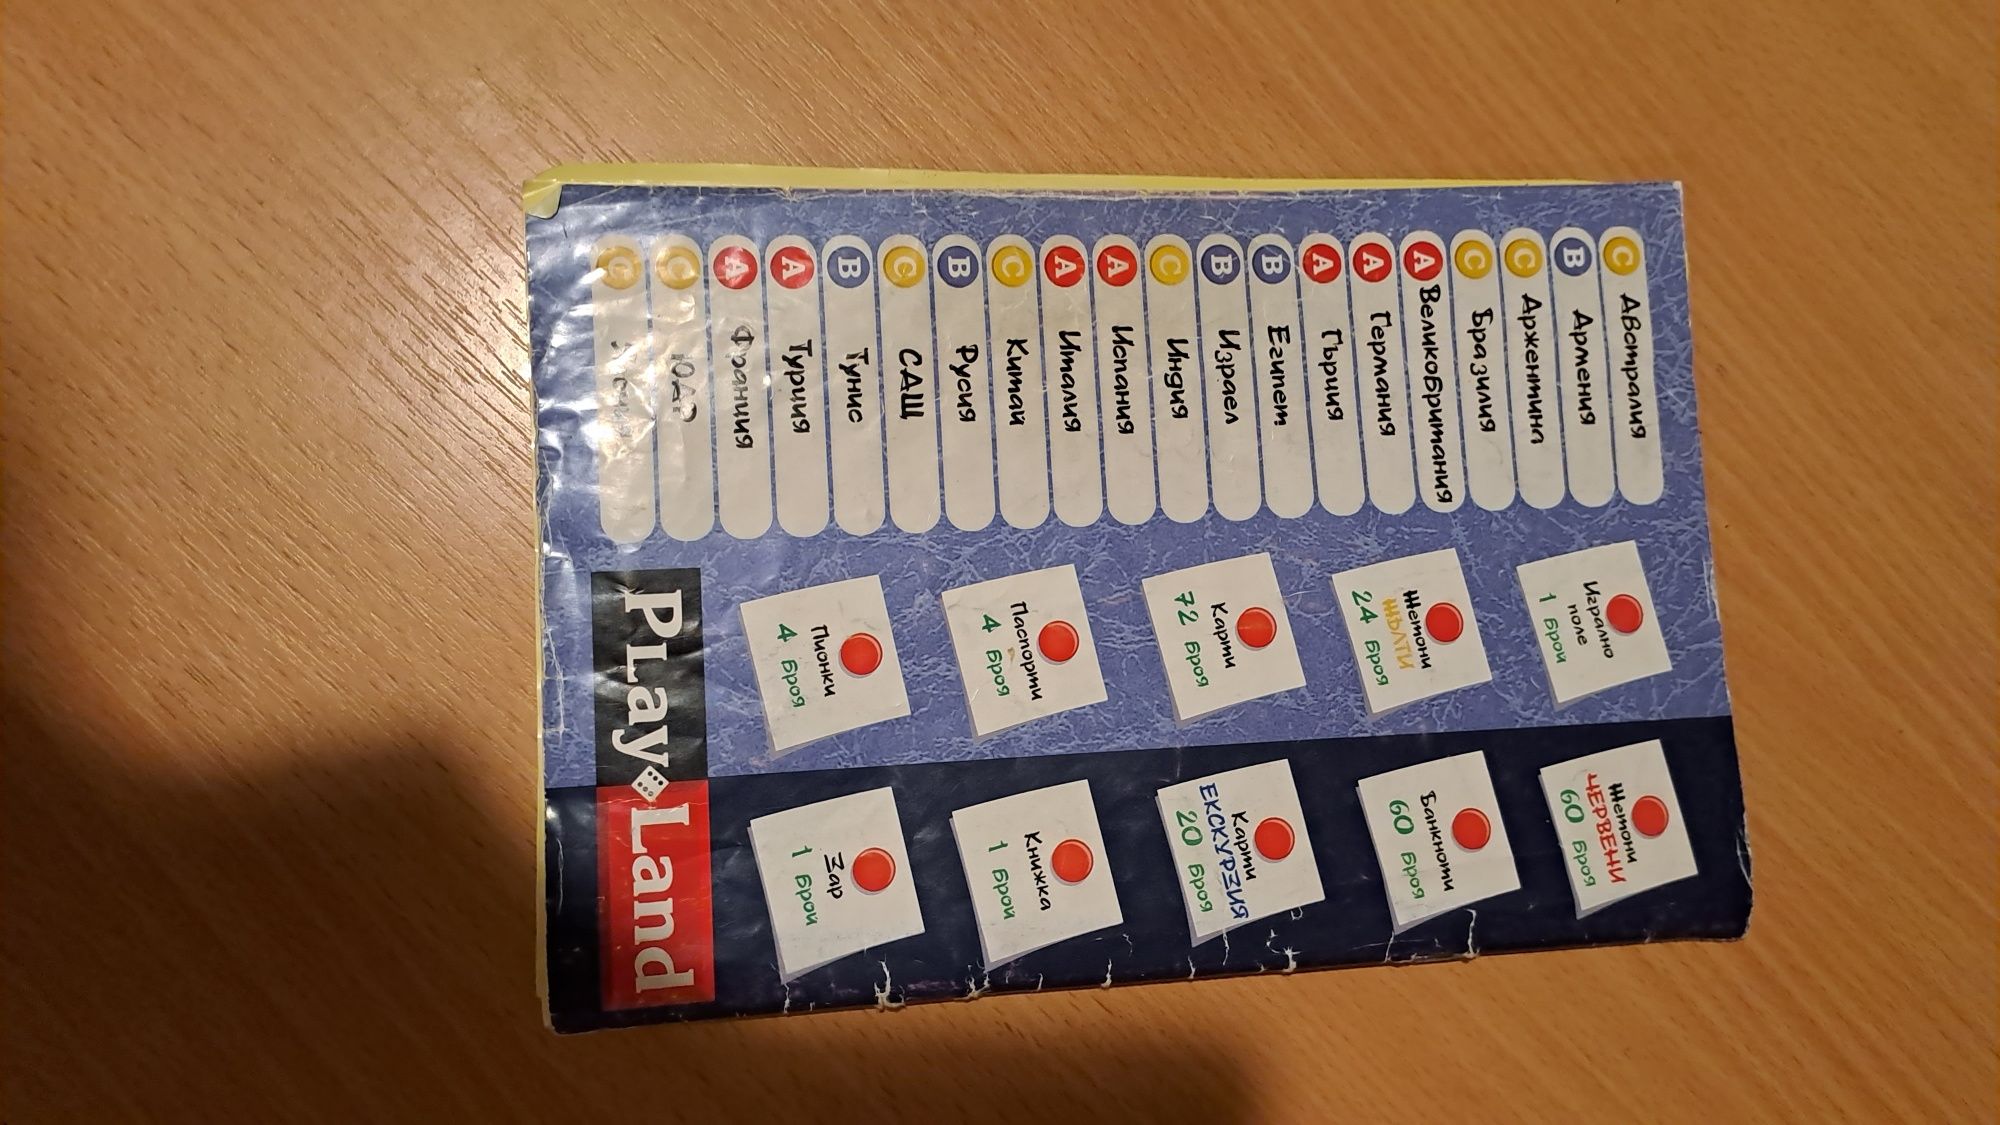 C Австралия
B Армения
C Аржентина
C Бразилия
A Великобритания
A Германия
A Гърция
B Египет
B Израел
C Индия
A Испания
A Италия
C Китай
B Русия
C САЩ
B Тунис
A Турция
A Франция
C ЮАР
C
Игрално
поле
1 брой
Жетони
ЧЕРВЕНИ
60 броя
Жетони
ЖЪЛТИ
24 броя
Банкноти
60 броя
Карти
72 броя
Карти
ЕКСКУРЗИЯ
20 броя
Паспорти
4 броя
Книжка
1 брой
Пионки
4 броя
Зар
1 брой
PLay Land